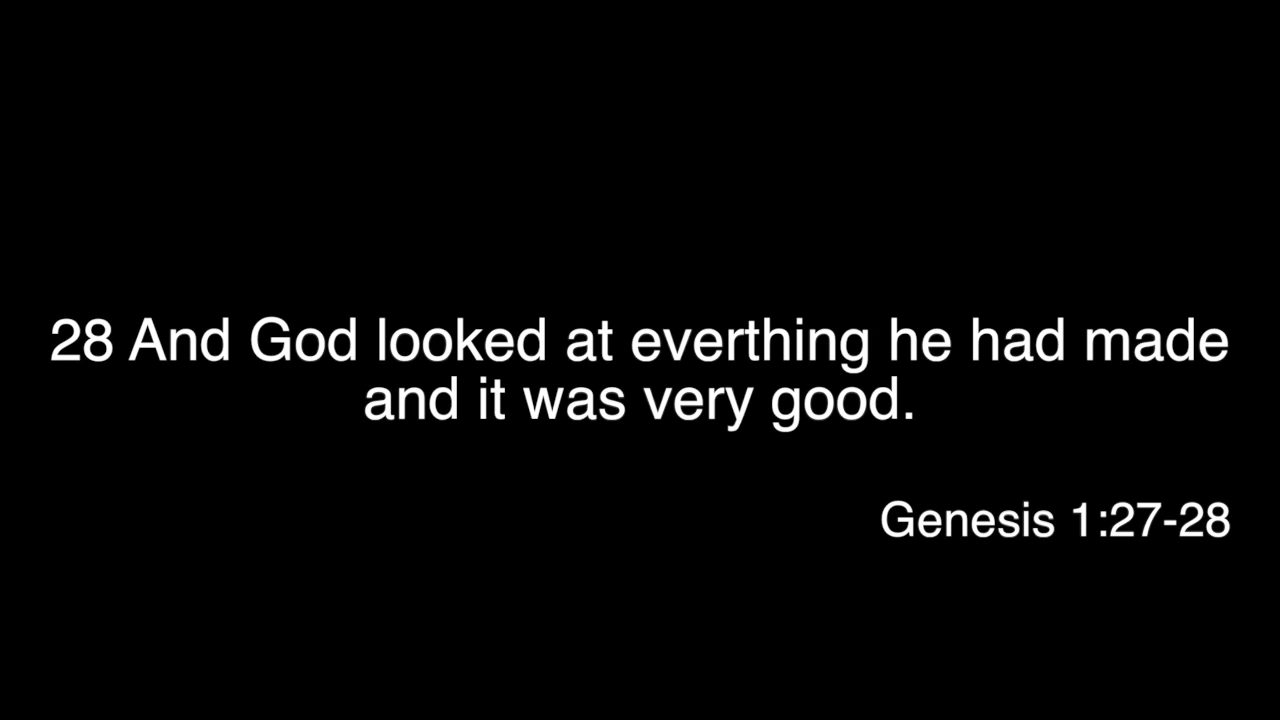 28 And God looked at everthing he had made
and it was very good.
Genesis 1:27-28